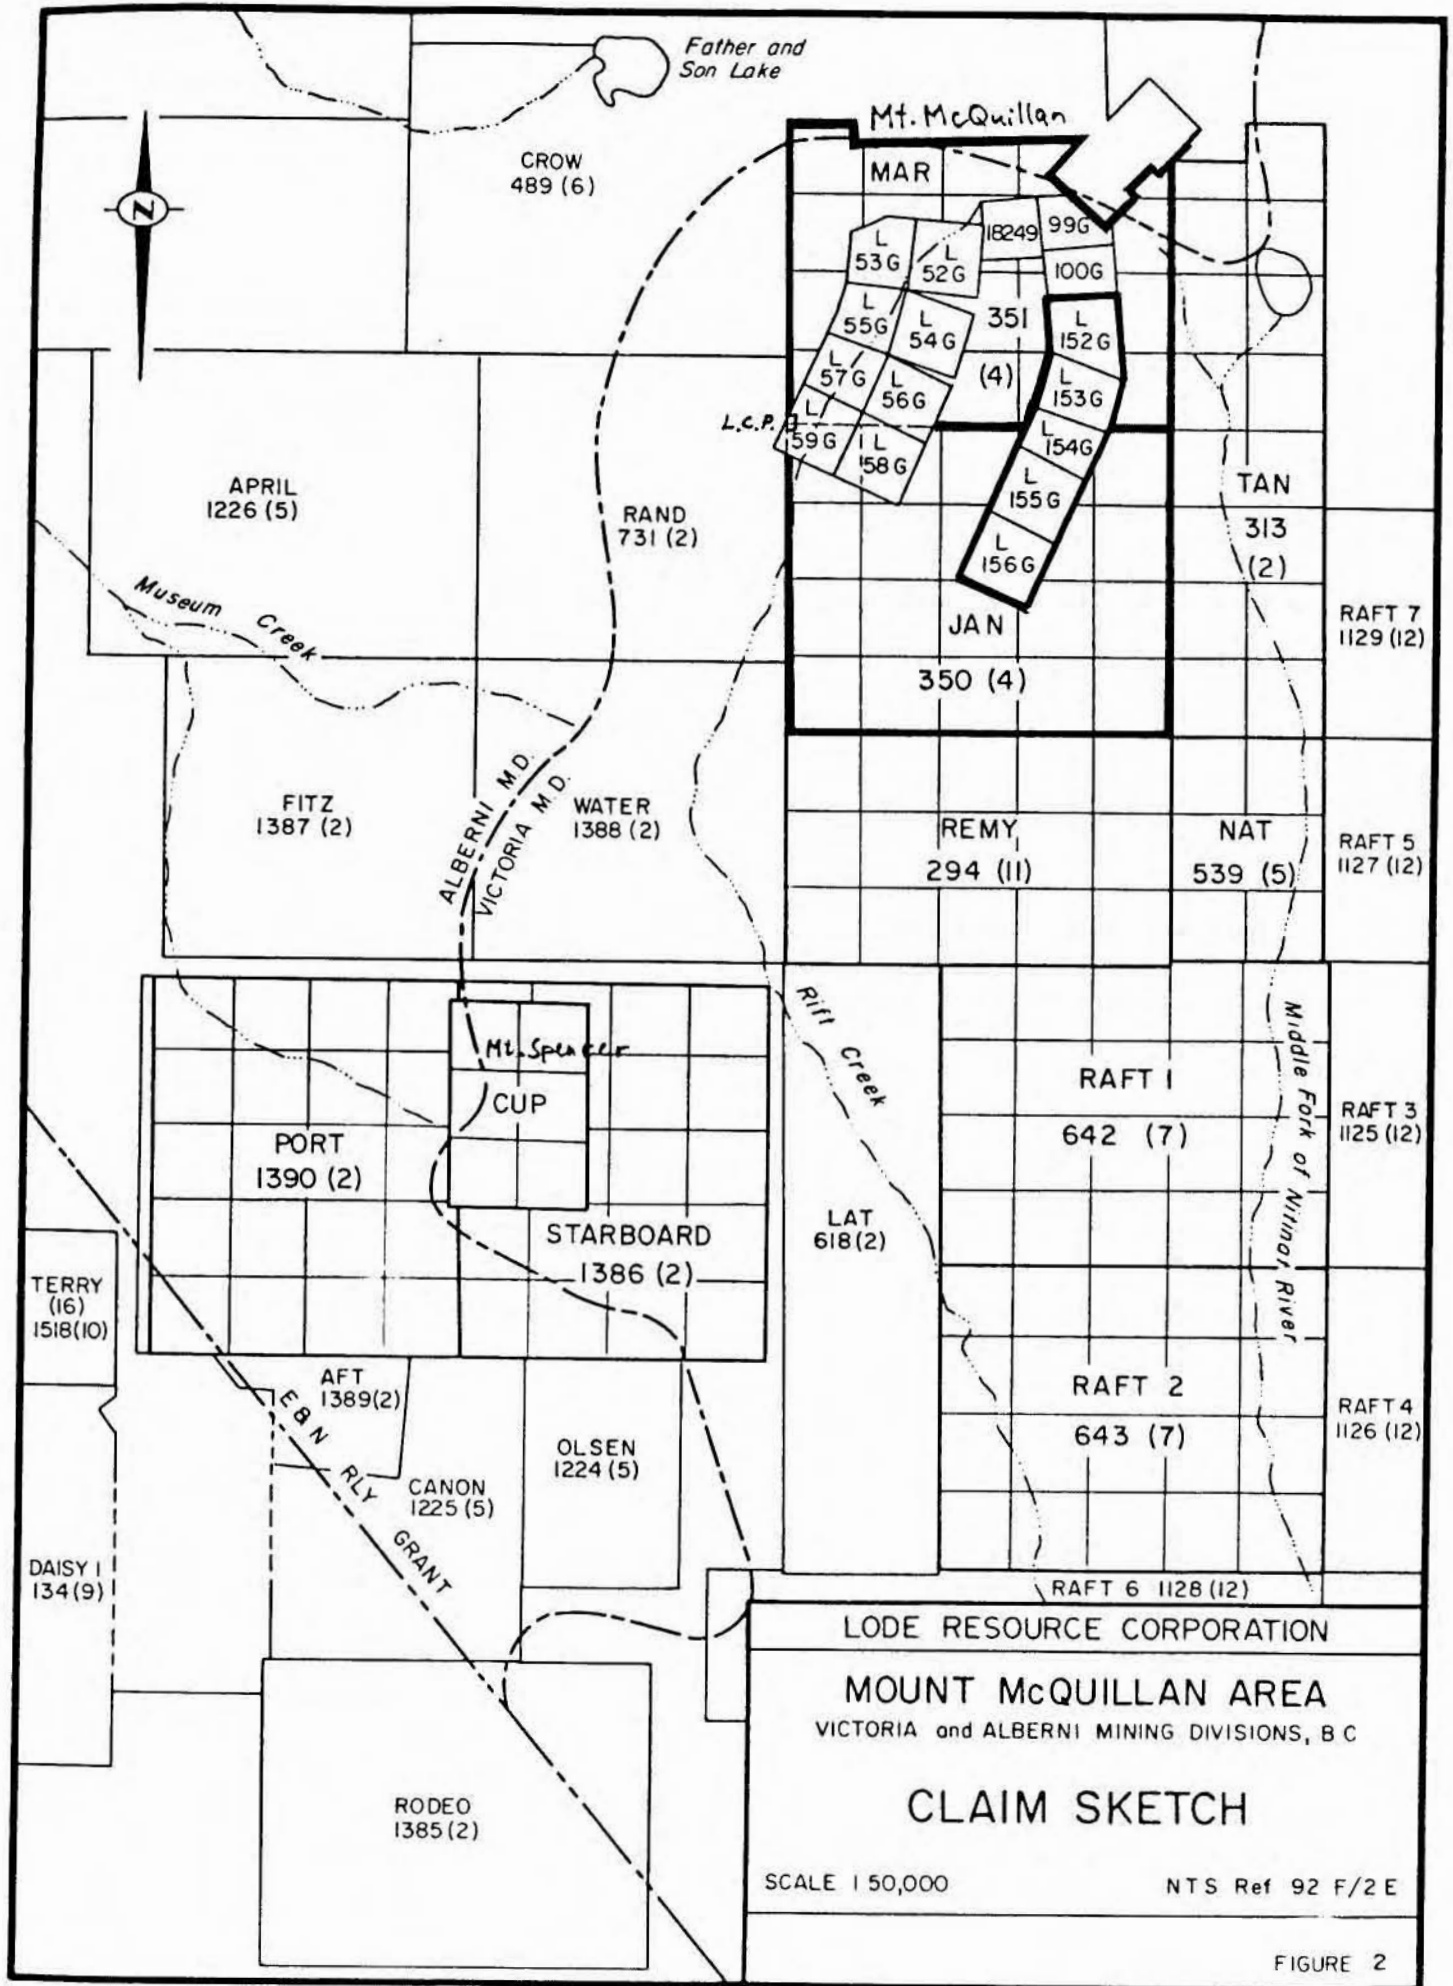 Father and
Son Lake
Mt. McQuillan
CROW
489 (6)
MAR
N
L
53G
L
52G
18249
99G
100G
L
55G
L
54G
351
(4)
L
152G
L
57G
L
56G
L
153G
L.C.P.
L
59G
L
58G
L
154G
L
155G
L
156G
APRIL
1226 (5)
RAND
731 (2)
TAN
313
(2)
Museum Creek
JAN
350 (4)
RAFT 7
1129 (12)
ALBERNI M.D.
VICTORIA M.D.
FITZ
1387 (2)
WATER
1388 (2)
REMY
294 (11)
NAT
539 (5)
RAFT 5
1127 (12)
Rift Creek
Middle Fork of Nitinat River
Mt. Spencer
CUP
PORT
1390 (2)
STARBOARD
1386 (2)
LAT
618 (2)
RAFT 1
642 (7)
RAFT 3
1125 (12)
TERRY
(16)
1518(10)
AFT
1389(2)
E & N RLY GRANT
CANON
1225 (5)
OLSEN
1224 (5)
RAFT 2
643 (7)
RAFT 4
1126 (12)
DAISY 1
134(9)
RAFT 6 1128 (12)
RODEO
1385 (2)
LODE RESOURCE CORPORATION
MOUNT McQUILLAN AREA
VICTORIA and ALBERNI MINING DIVISIONS, B C
CLAIM SKETCH
SCALE 1 50,000
NTS Ref 92 F/2 E
FIGURE 2